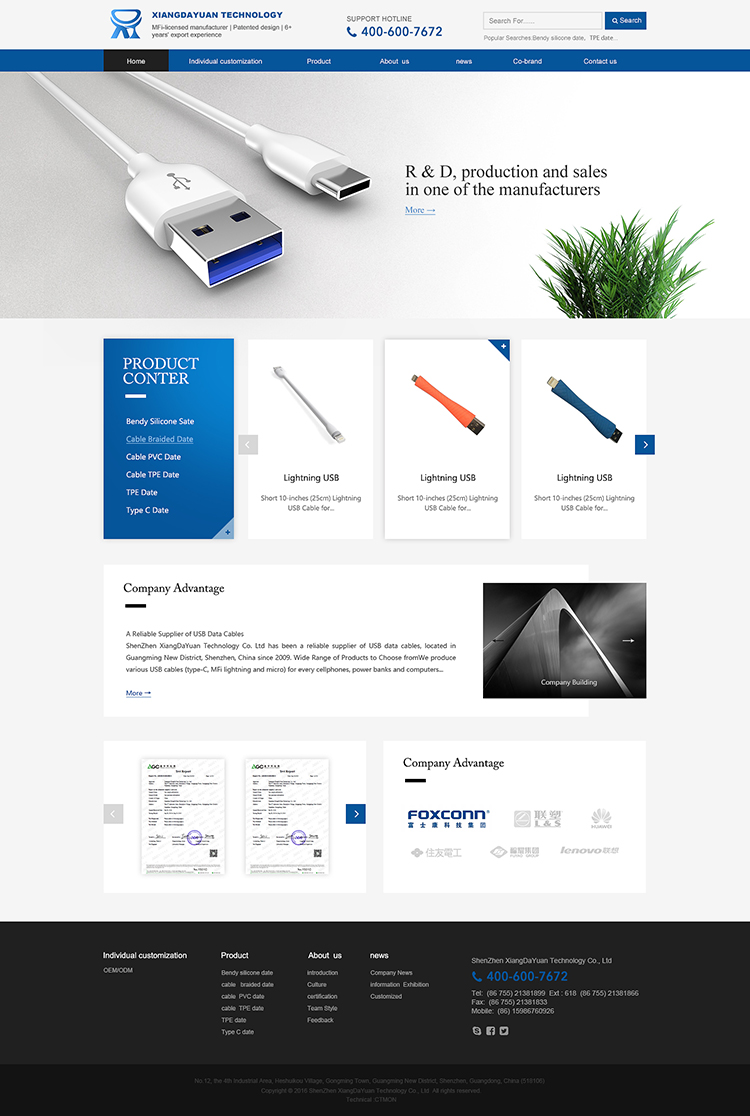 XIANGDAYUAN TECHNOLOGY
MFi-licensed manufacturer | Patented design | 6+
years' export experience
SUPPORT HOTLINE
400-600-7672
Search For......
Search
Popular Searches:Bendy silicone date, TPE date...
Home
Individual customization
Product
About us
news
Co-brand
Contact us
R & D, production and sales
in one of the manufacturers
More →
PRODUCT
CONTER
Bendy Silicone Sate
Cable Braided Date
Cable PVC Date
Cable TPE Date
TPE Date
Type C Date
Lightning USB
Short 10-inches (25cm) Lightning
USB Cable for...
Lightning USB
Short 10-inches (25cm) Lightning
USB Cable for...
Lightning USB
Short 10-inches (25cm) Lightning
USB Cable for...
Company Advantage
A Reliable Supplier of USB Data Cables
ShenZhen XiangDaYuan Technology Co. Ltd has been a reliable supplier of USB data cables, located in
Guangming New District, Shenzhen, China since 2009. Wide Range of Products to Choose fromWe produce
various USB cables (type-C, MFi lightning and micro) for every cellphones, power banks and computers...
More →
Company Building
AGC
AGC
Company Advantage
FOXCONN
富士康科技集团
联塑
L&S
HUAWEI
住友電工
福耀集团
lenovo联想
Individual customization
OEM/ODM
Product
Bendy silicone date
cable braided date
cable PVC date
cable TPE date
TPE date
Type C date
About us
introduction
Culture
certification
Team Style
Feedback
news
Company News
information Exhibition
Customized
ShenZhen XiangDaYuan Technology Co., Ltd
400-600-7672
Tel: (86 755) 21381899 Ext : 618 (86 755) 21381866
Fax: (86 755) 21381833
Mobile: (86) 15986760926
No.12, the 4th Industrial Area, Heshuikou Village, Gongming Town, Guangming New District, Shenzhen, Guangdong, China (518106)
Copyright © 2016 ShenZhen XiangDaYuan Technology Co., Ltd All rights reserved
Technical :CTMON